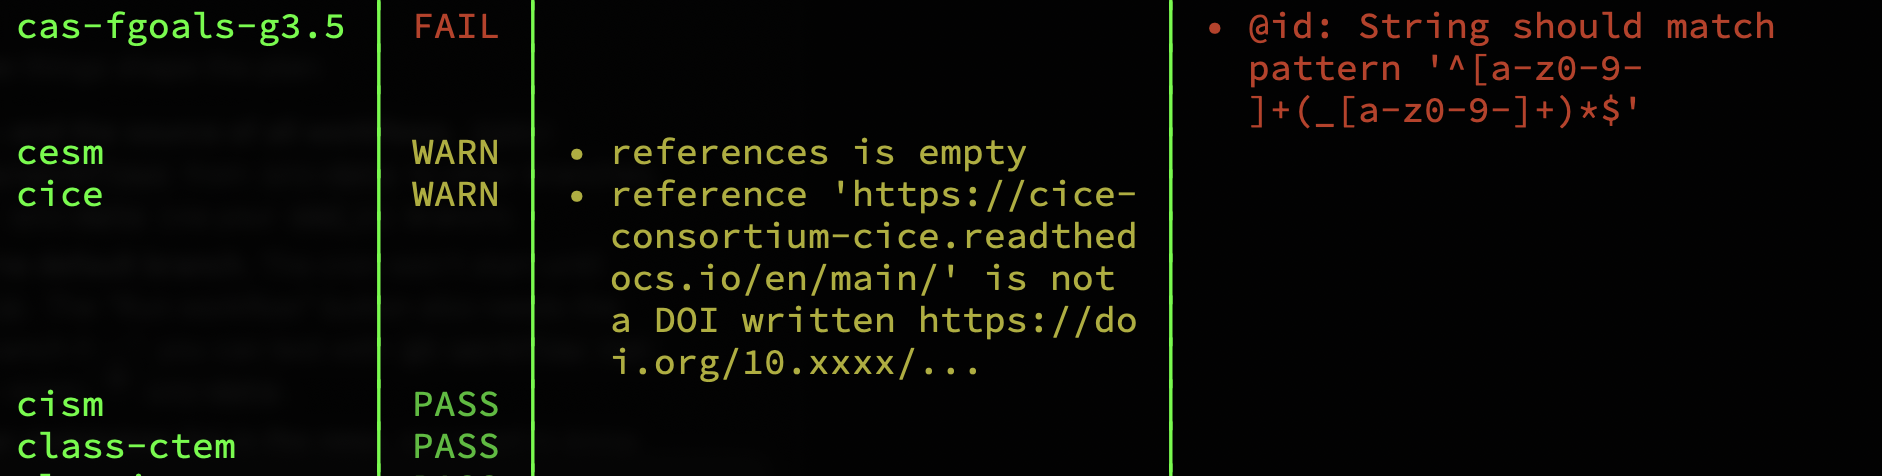 cas-fgoals-g3.5 FAIL • @id: String should match
pattern '^[a-z0-9-
]+(_[a-z0-9-]+)*$'
cesm WARN • references is empty
cice WARN • reference 'https://cice-
consortium-cice.readthed
ocs.io/en/main/' is not
a DOI written https://do
i.org/10.xxxx/...
cism PASS
class-ctem PASS